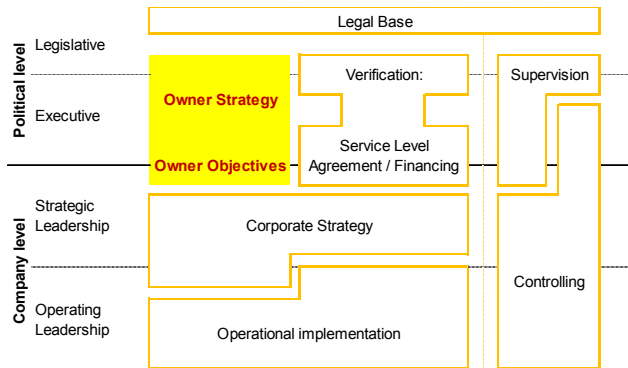 Legal Base
Political level
Legislative
Verification:
Supervision
Executive
Owner Strategy
Service Level
Agreement / Financing
Owner Objectives
Company level
Strategic
Leadership
Corporate Strategy
Controlling
Operating
Leadership
Operational implementation